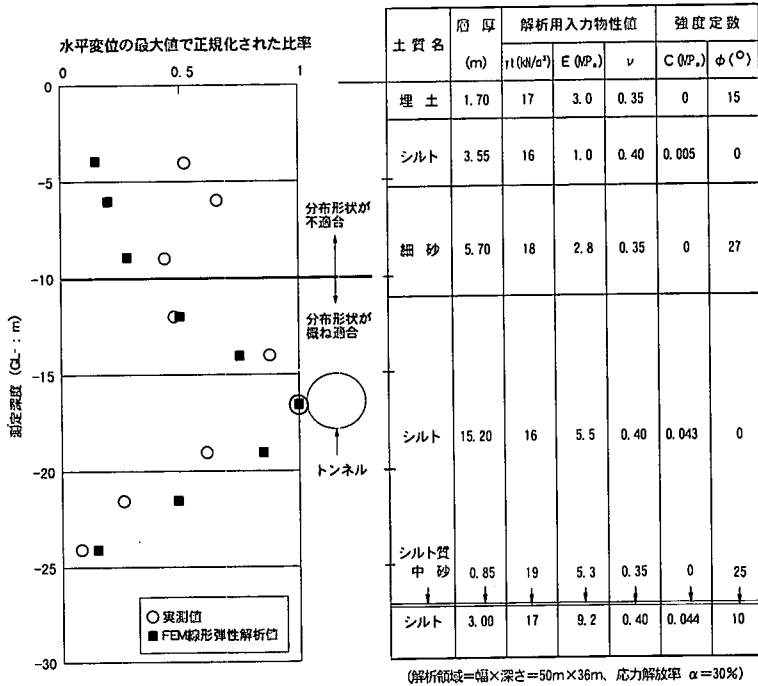 水平変位の最大値で正規化された比率
0 0.5 1
0
-5
-10
-15
-20
-25
-30
測定深度 (GL- : m)
分布形状が
不適合
分布形状が
概ね適合
トンネル
○ 実測値
■ FEM線形弾性解析値
土質名 層厚 (m) 解析用入力物性値 強度定数
γt(kN/m³) E(MPa) ν C(MPa) φ(°)
埋土 1.70 17 3.0 0.35 0 15
シルト 3.55 16 1.0 0.40 0.005 0
細砂 5.70 18 2.8 0.35 0 27
シルト 15.20 16 5.5 0.40 0.043 0
シルト質
中砂 0.85 19 5.3 0.35 0 25
シルト 3.00 17 9.2 0.40 0.044 10
(解析領域=幅×深さ=50m×36m、応力解放率 α=30%)